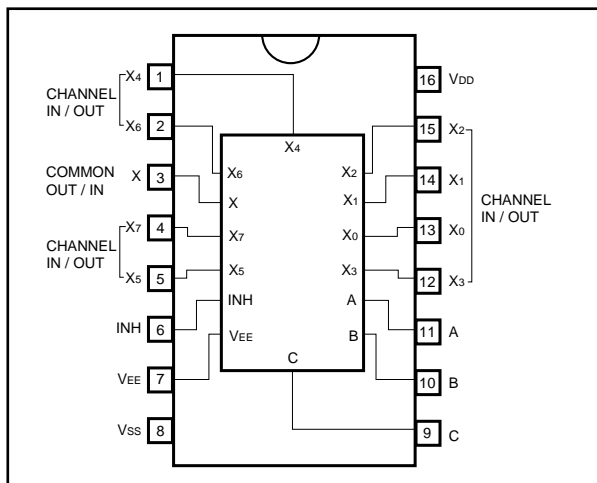 X4 1
CHANNEL
IN / OUT
X6 2
COMMON
OUT / IN
X 3
X7 4
CHANNEL
IN / OUT
X5 5
INH 6
VEE 7
VSS 8
X4
X6
X
X7
X5
INH
VEE
C
X2
X1
X0
X3
A
B
16 VDD
15 X2
14 X1
CHANNEL
IN / OUT
13 X0
12 X3
11 A
10 B
9 C